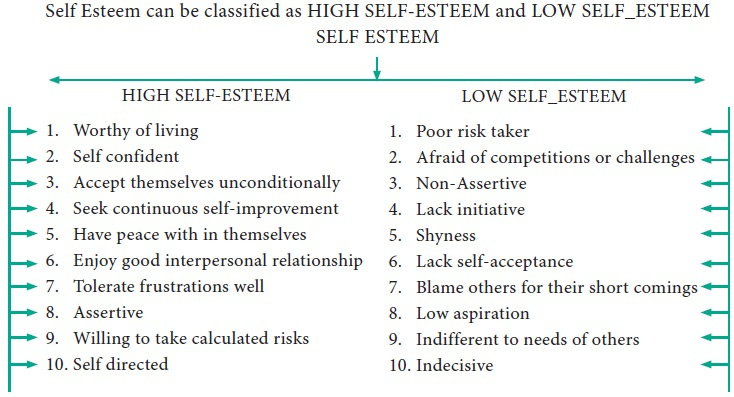 Self Esteem can be classified as HIGH SELF-ESTEEM and LOW SELF_ESTEEM
SELF ESTEEM
HIGH SELF-ESTEEM
1. Worthy of living
2. Self confident
3. Accept themselves unconditionally
4. Seek continuous self-improvement
5. Have peace with in themselves
6. Enjoy good interpersonal relationship
7. Tolerate frustrations well
8. Assertive
9. Willing to take calculated risks
10. Self directed
LOW SELF_ESTEEM
1. Poor risk taker
2. Afraid of competitions or challenges
3. Non-Assertive
4. Lack initiative
5. Shyness
6. Lack self-acceptance
7. Blame others for their short comings
8. Low aspiration
9. Indifferent to needs of others
10. Indecisive